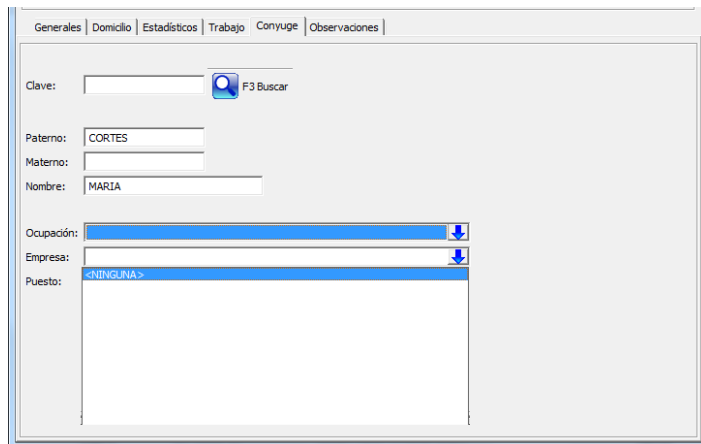 Generales Domicilio Estadísticos Trabajo Conyuge Observaciones
Clave:
F3 Buscar
Paterno: CORTES
Materno:
Nombre: MARIA
Ocupación:
Empresa:
Puesto:
<NINGUNA>